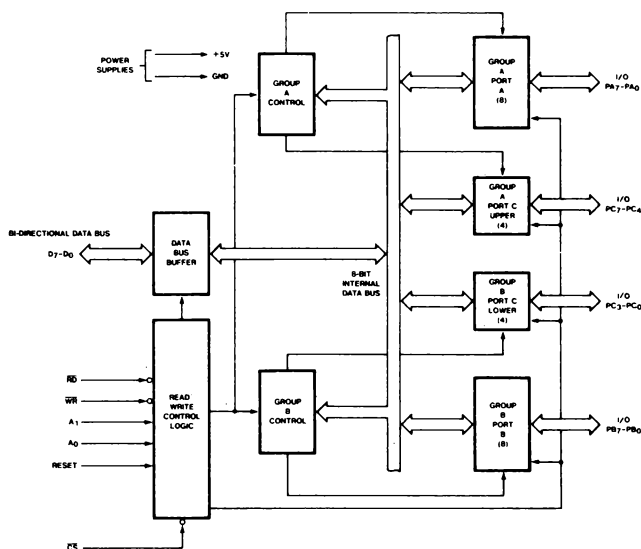 POWER
SUPPLIES
+5V
GND
GROUP
A
CONTROL
GROUP
A
PORT
A
(8)
I/O
PA7-PA0
GROUP
A
PORT C
UPPER
(4)
I/O
PC7-PC4
BI-DIRECTIONAL DATA BUS
D7-D0
DATA
BUS
BUFFER
8-BIT
INTERNAL
DATA BUS
GROUP
B
PORT C
LOWER
(4)
I/O
PC3-PC0
RD
WR
A1
A0
RESET
READ
WRITE
CONTROL
LOGIC
GROUP
B
CONTROL
GROUP
B
PORT
B
(8)
I/O
PB7-PB0
CS